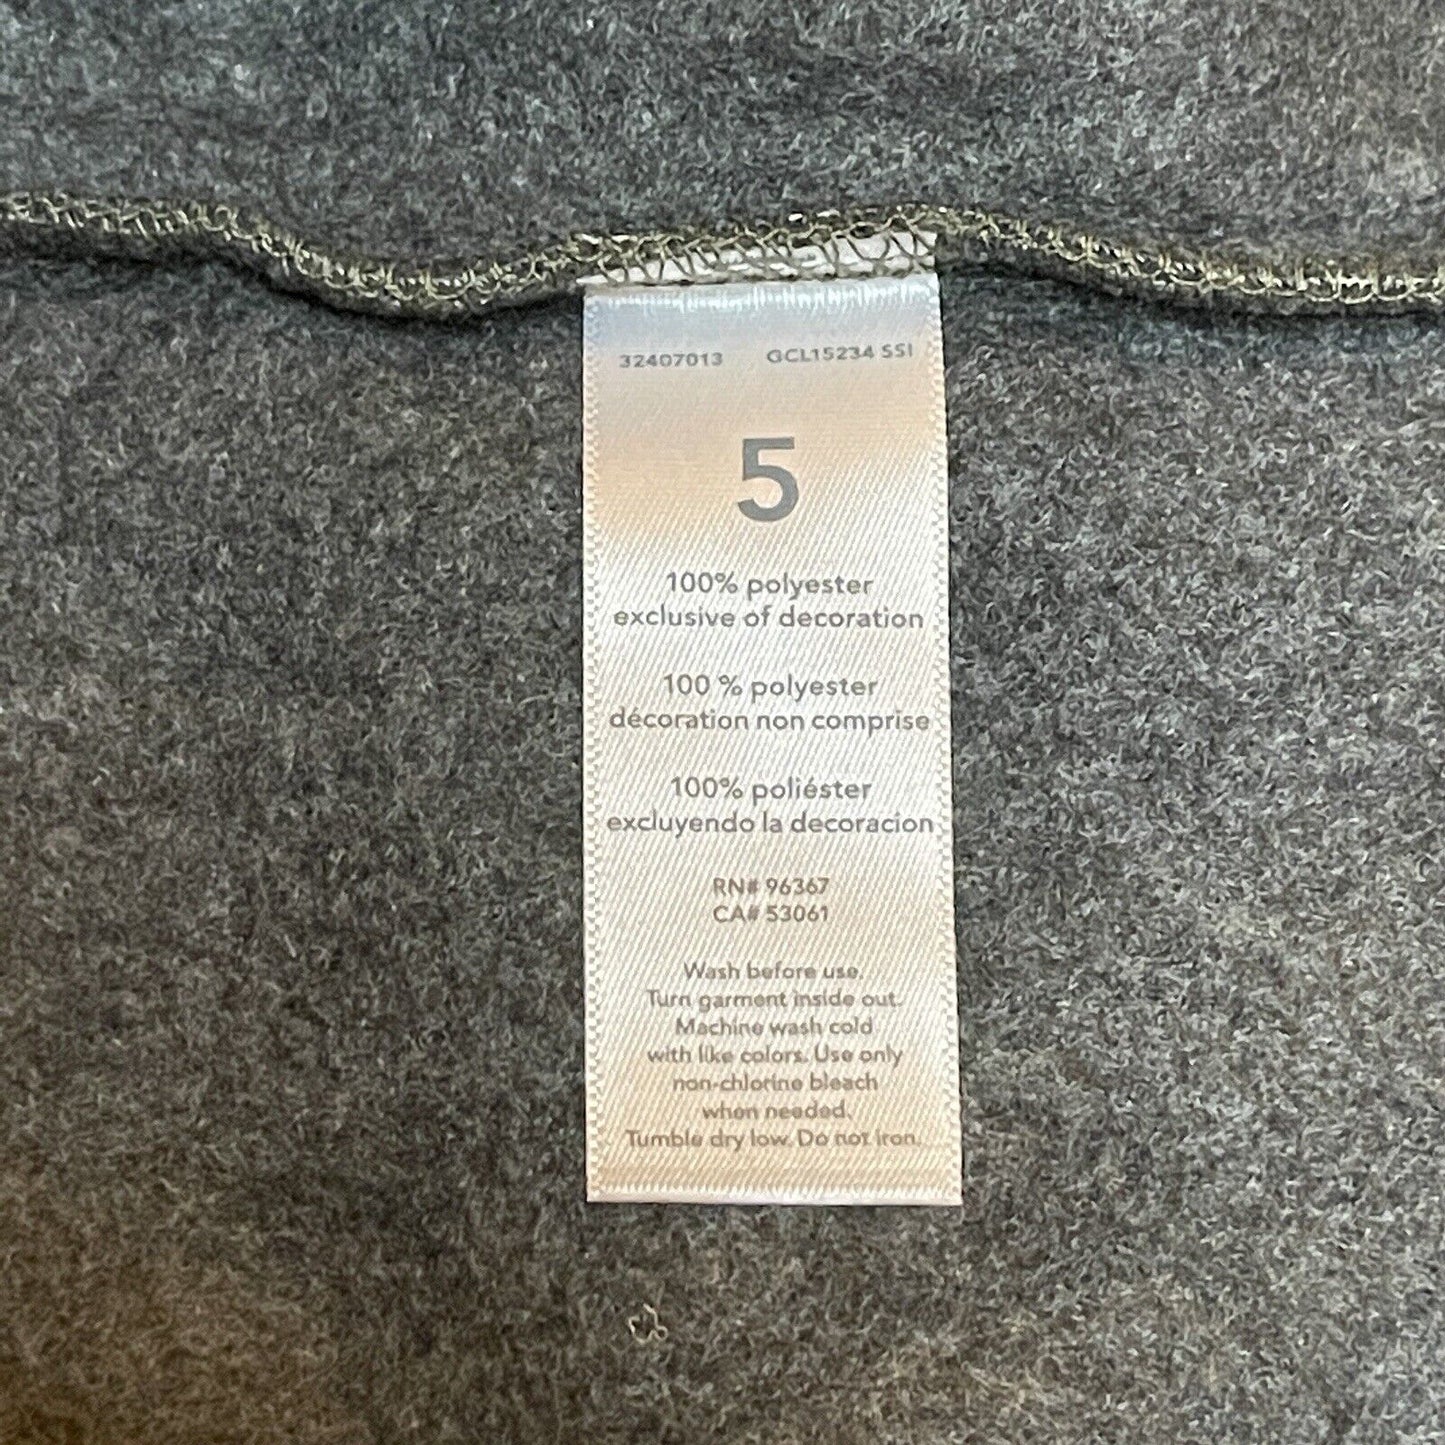 32407013 GCL15234 SSI
5
100% polyester
exclusive of decoration
100 % polyester
décoration non comprise
100% poliéster
excluyendo la decoracion
RN# 96367
CA# 53061
Wash before use.
Turn garment inside out.
Machine wash cold
with like colors. Use only
non-chlorine bleach
when needed.
Tumble dry low. Do not iron.